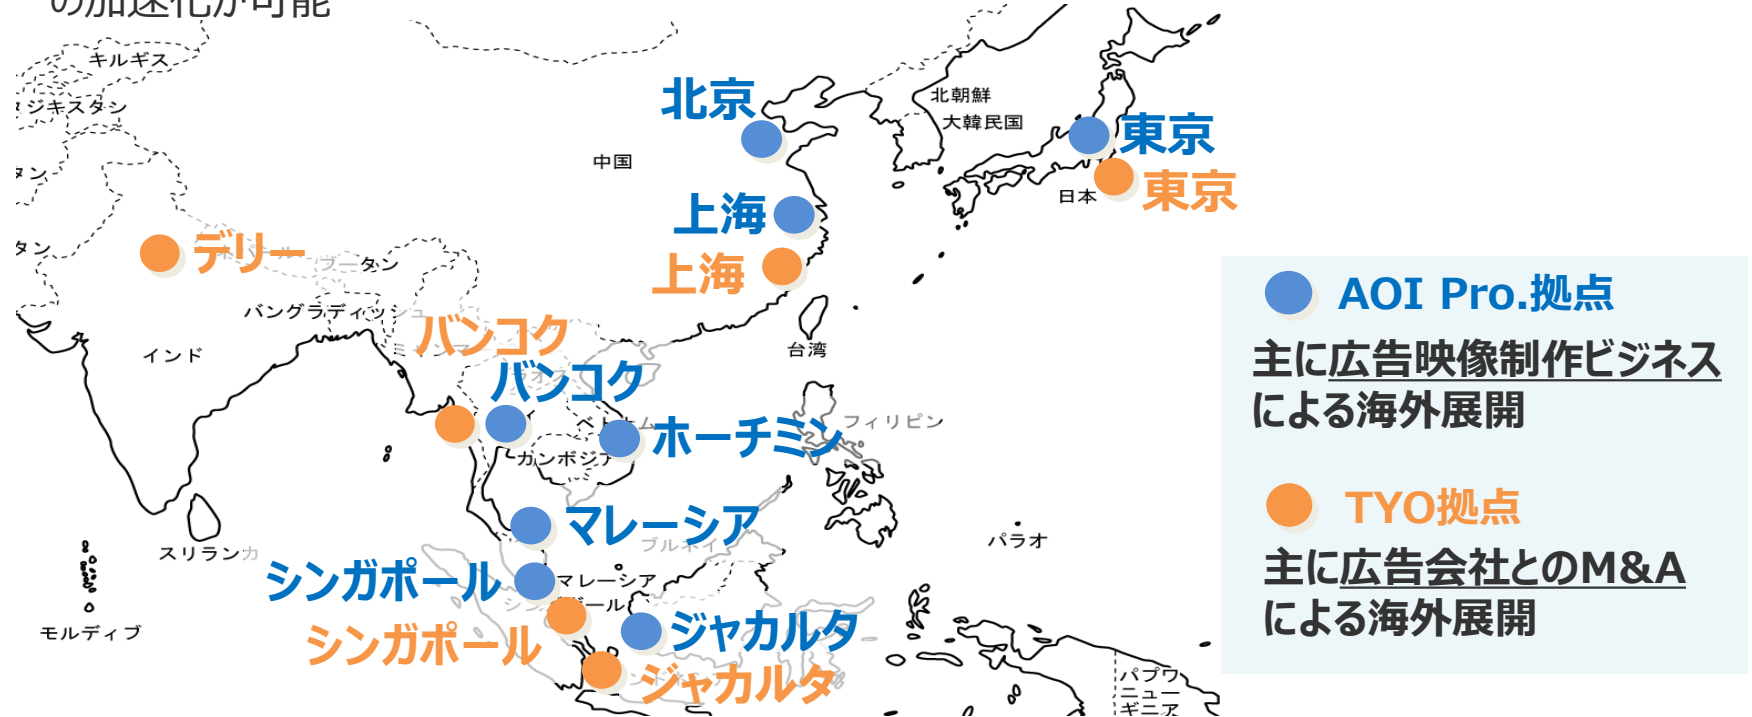 の加速化が可能
キルギス
タジキスタン
北京
北朝鮮
大韓民国
東京
中国
タン
日本
東京
上海
タン
デリー
ブータン
上海
AOI Pro.拠点
バングラディッシュ
バンコク
インド
ミャンマー
台湾
主に広告映像制作ビジネス
による海外展開
バンコク
フィリピン
ホーチミン
カンボジア
TYO拠点
マレーシア
スリランカ
ブルネイ
パラオ
主に広告会社とのM&A
による海外展開
シンガポール
マレーシア
モルディブ
ジャカルタ
シンガポール
ジャカルタ
パプワ
ニュー
ギニア